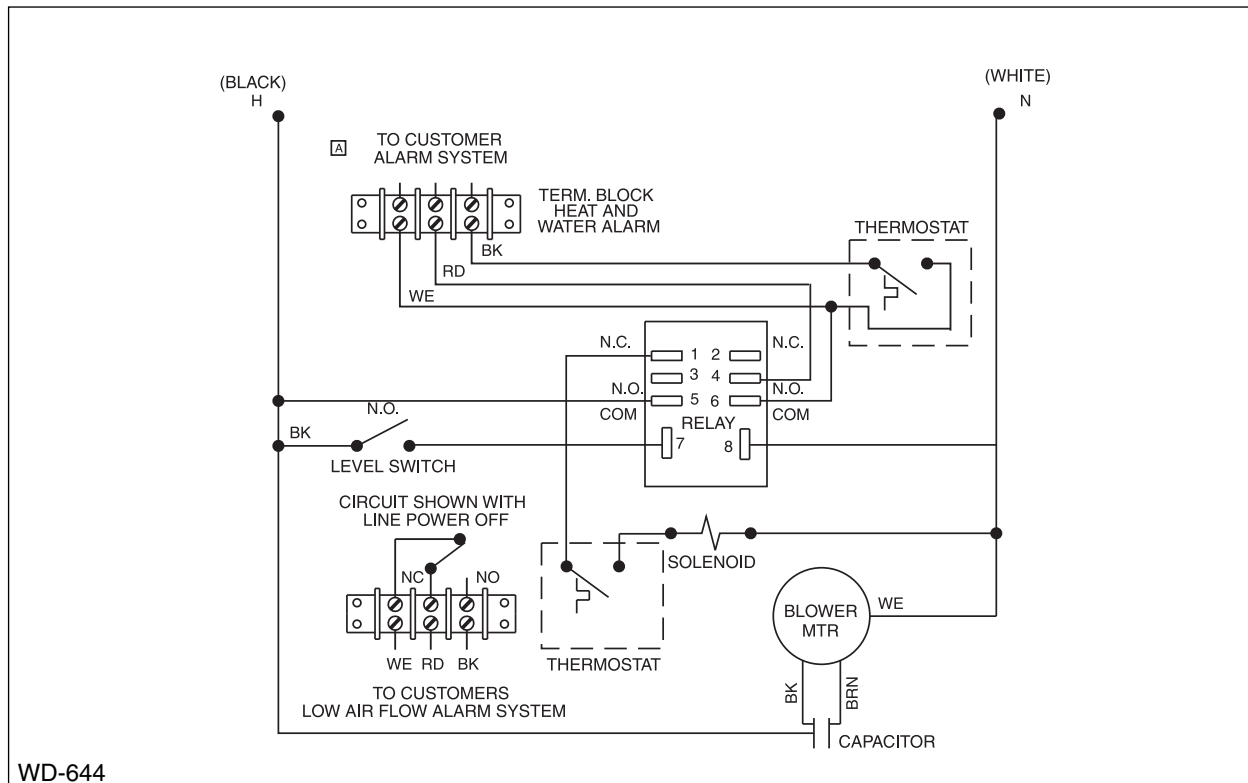 (BLACK)
H
(WHITE)
N
A
TO CUSTOMER
ALARM SYSTEM
TERM. BLOCK
HEAT AND
WATER ALARM
BK
RD
WE
THERMOSTAT
N.C.
1 2
N.C.
3 4
N.O.
N.O.
5 6
COM
COM
RELAY
7
8
N.O.
BK
LEVEL SWITCH
CIRCUIT SHOWN WITH
LINE POWER OFF
NC
NO
WE RD BK
TO CUSTOMERS
LOW AIR FLOW ALARM SYSTEM
THERMOSTAT
SOLENOID
BLOWER
MTR
WE
BK
BRN
CAPACITOR
WD-644